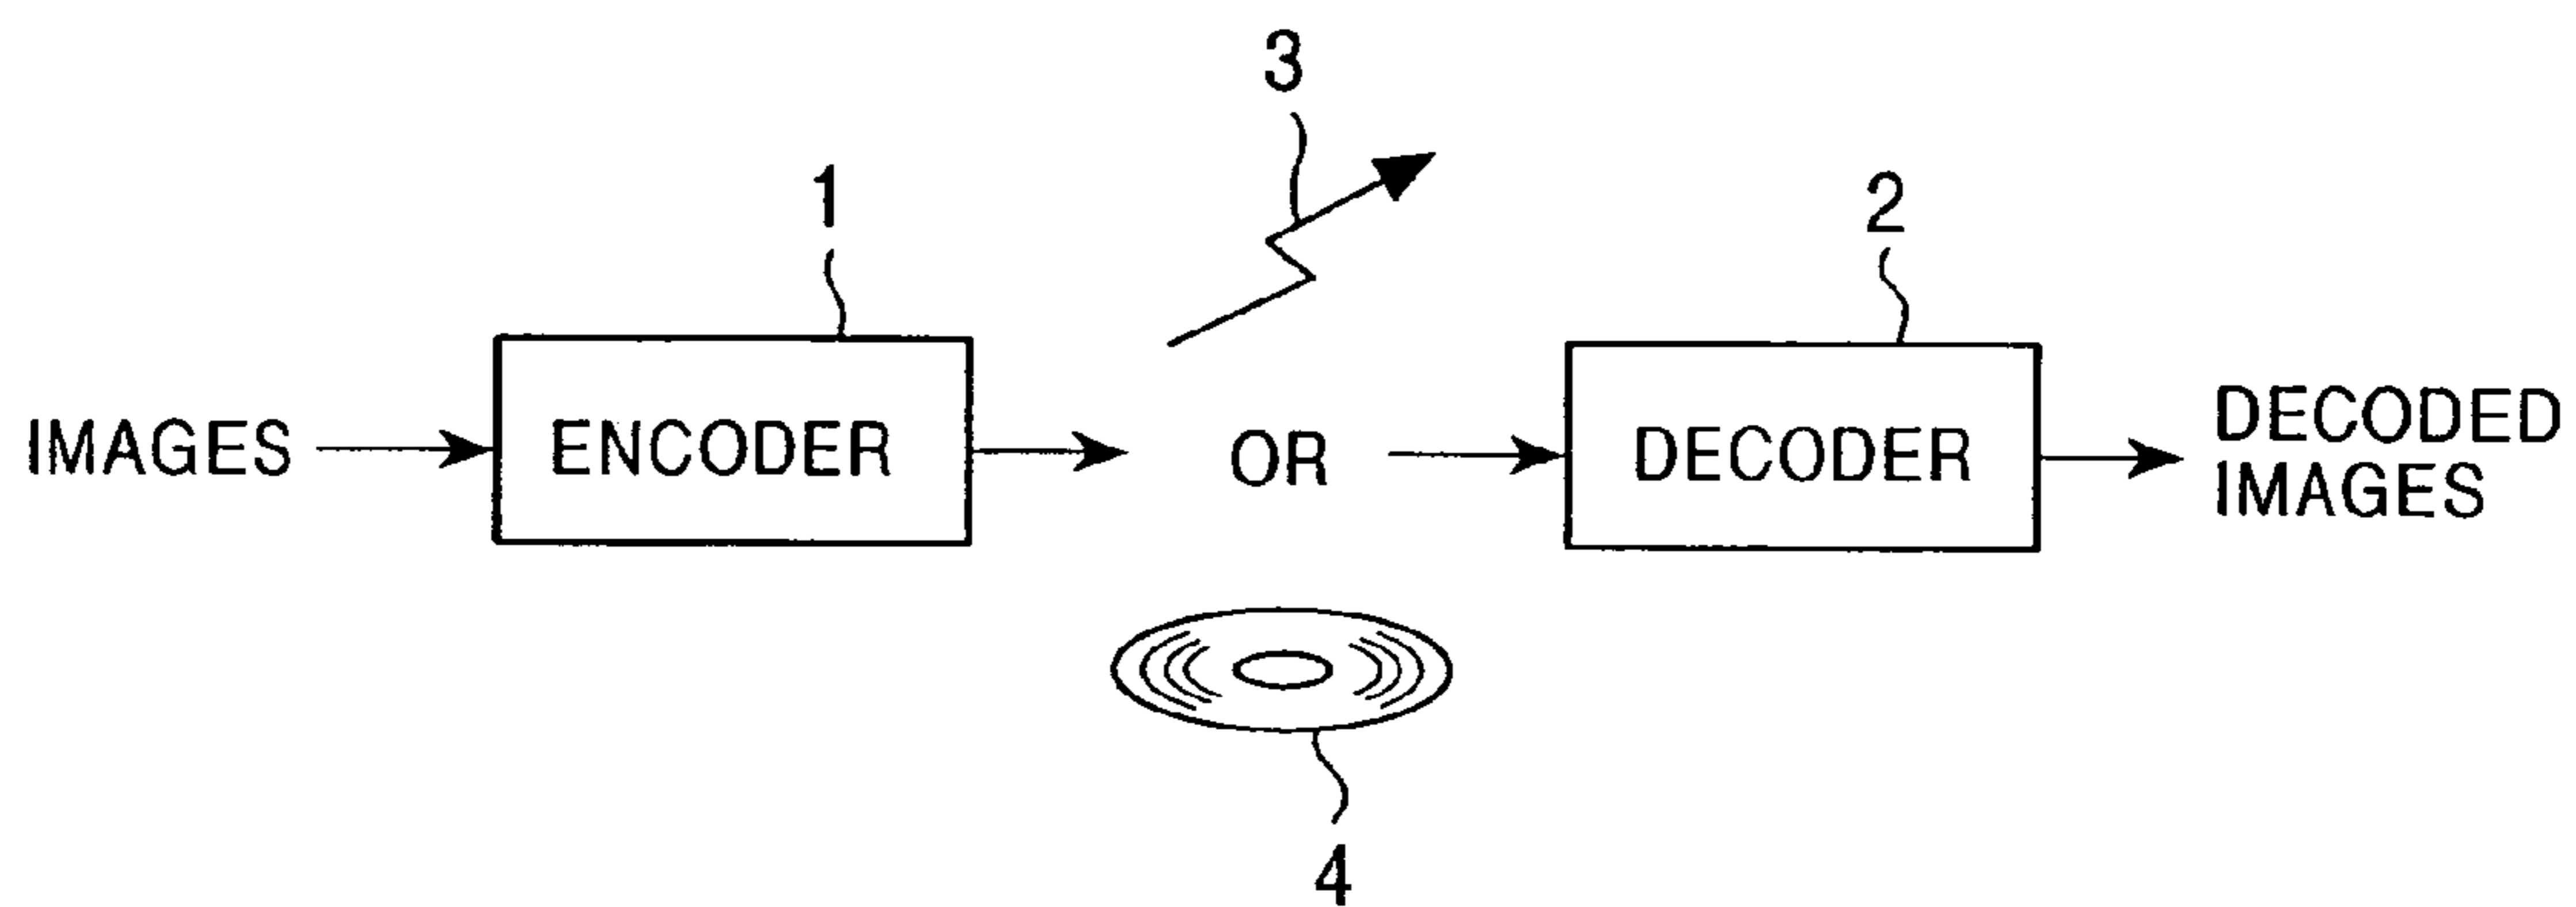 3
1
2
IMAGES
ENCODER
OR
DECODER
DECODED
IMAGES
4